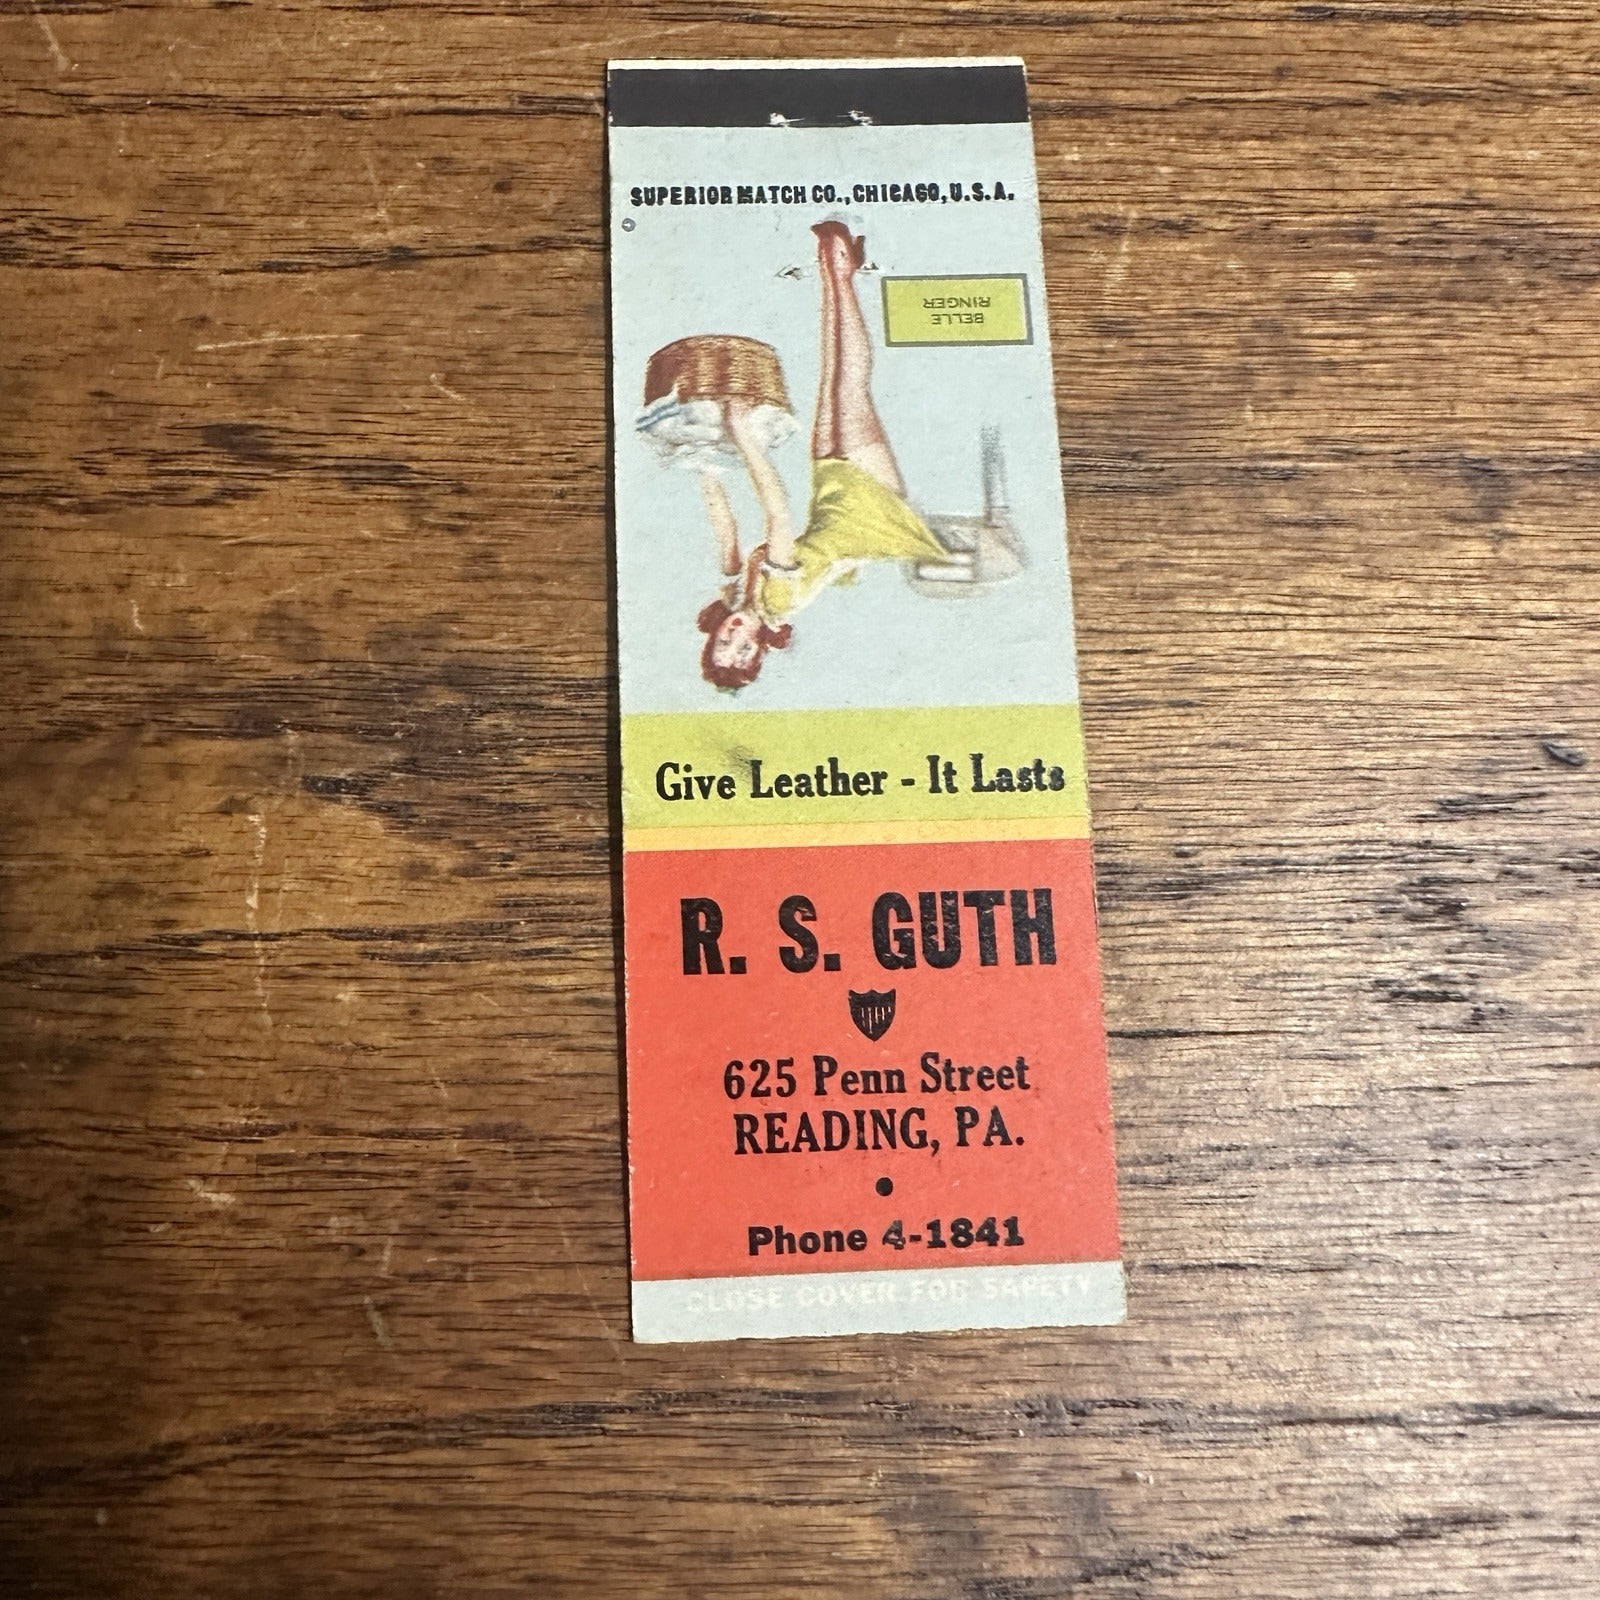 SUPERIOR MATCH CO., CHICAGO, U.S.A.
BELLE
RINGER
Give Leather - It Lasts
R. S. GUTH
625 Penn Street
READING, PA.
Phone 4-1841
CLOSE COVER FOR SAFETY